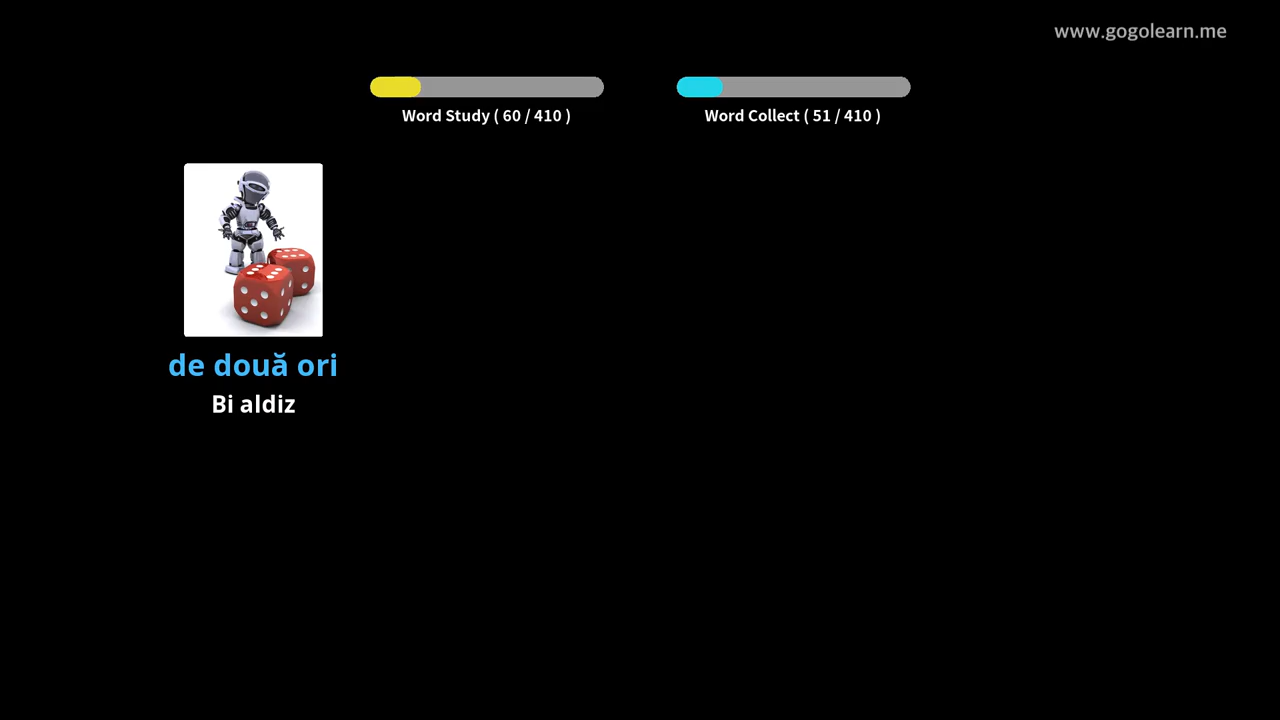 www.gogolearn.me
Word Study ( 60 / 410 )
Word Collect ( 51 / 410 )
de două ori
Bi aldiz